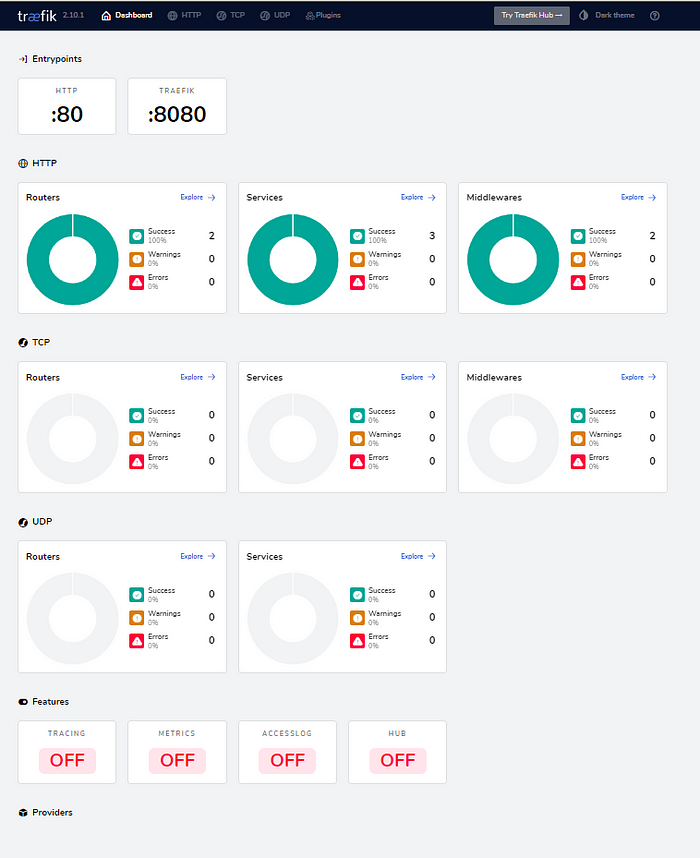 træfik 2.10.1 Dashboard HTTP TCP UDP Plugins Try Traefik Hub → Dark theme
Entrypoints
HTTP TRAEFIK
:80 :8080
HTTP
Routers Explore → Services Explore → Middlewares Explore →
Success 2 Success 3 Success 2
100% 100% 100%
Warnings 0 Warnings 0 Warnings 0
0% 0% 0%
Errors 0 Errors 0 Errors 0
0% 0% 0%
TCP
Routers Explore → Services Explore → Middlewares Explore →
Success 0 Success 0 Success 0
0% 0% 0%
Warnings 0 Warnings 0 Warnings 0
0% 0% 0%
Errors 0 Errors 0 Errors 0
0% 0% 0%
UDP
Routers Explore → Services Explore →
Success 0 Success 0
0% 0%
Warnings 0 Warnings 0
0% 0%
Errors 0 Errors 0
0% 0%
Features
TRACING METRICS ACCESSLOG HUB
OFF OFF OFF OFF
Providers